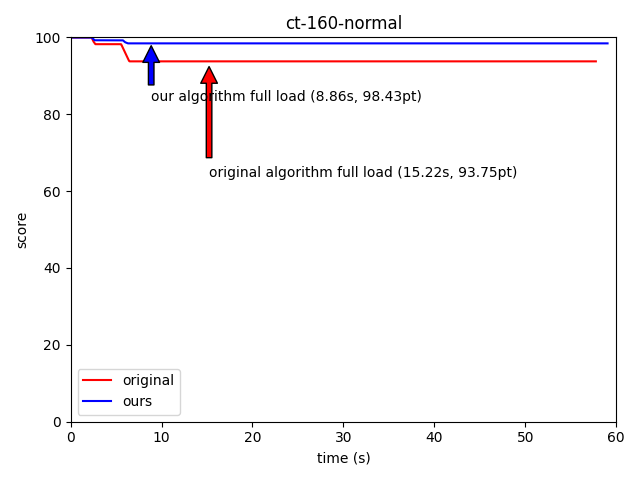 ct-160-normal
100
80
60
40
20
0
score
our algorithm full load (8.86s, 98.43pt)
original algorithm full load (15.22s, 93.75pt)
original
ours
0 10 20 30 40 50 60
time (s)